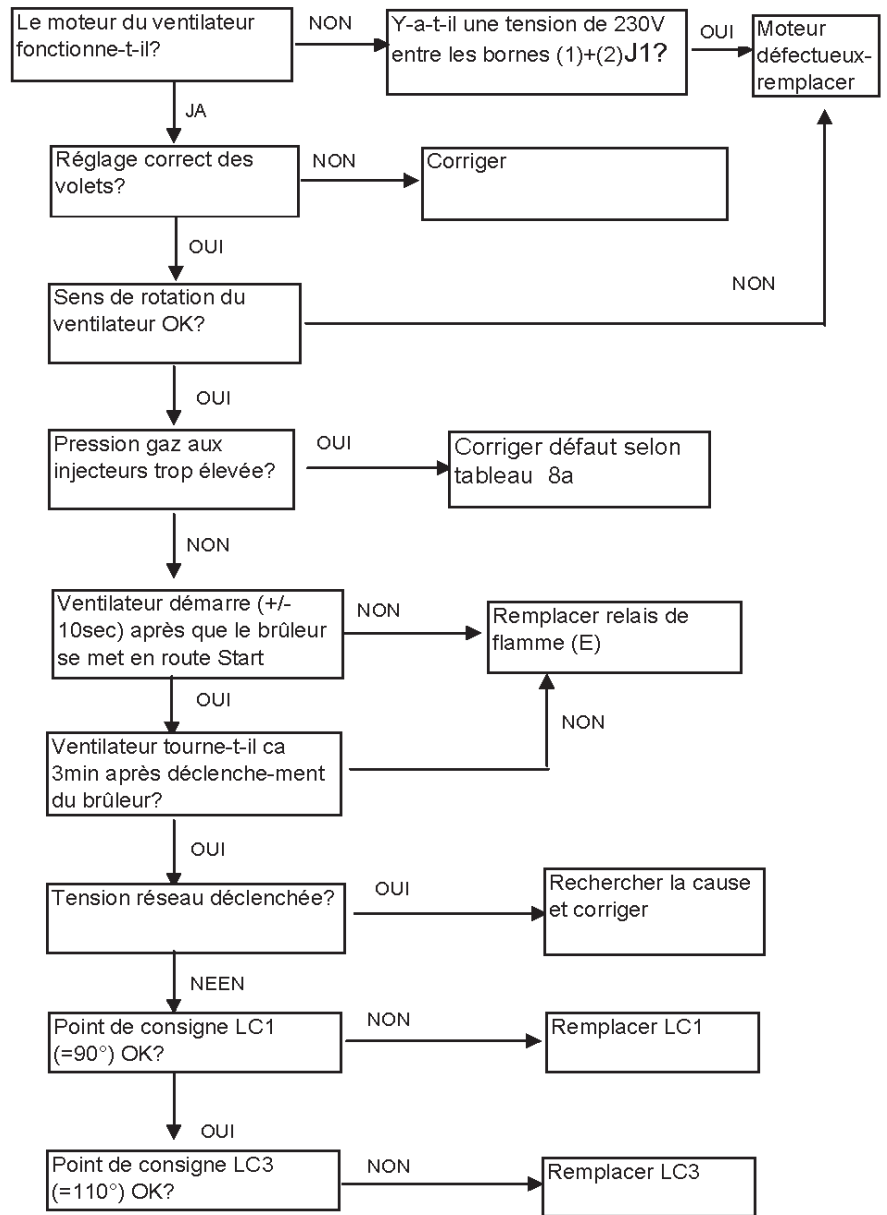 Le moteur du ventilateur
fonctionne-t-il?
NON
Y-a-t-il une tension de 230V
entre les bornes (1)+(2)J1?
OUI
Moteur
défectueux-
remplacer
JA
Réglage correct des
volets?
NON
Corriger
OUI
Sens de rotation du
ventilateur OK?
NON
OUI
Pression gaz aux
injecteurs trop élevée?
OUI
Corriger défaut selon
tableau 8a
NON
Ventilateur démarre (+/-
10sec) après que le brûleur
se met en route Start
NON
Remplacer relais de
flamme (E)
OUI
NON
Ventilateur tourne-t-il ca
3min après déclenche-ment
du brûleur?
OUI
Tension réseau déclenchée?
OUI
Rechercher la cause
et corriger
NEEN
Point de consigne LC1
(=90°) OK?
NON
Remplacer LC1
OUI
Point de consigne LC3
(=110°) OK?
NON
Remplacer LC3